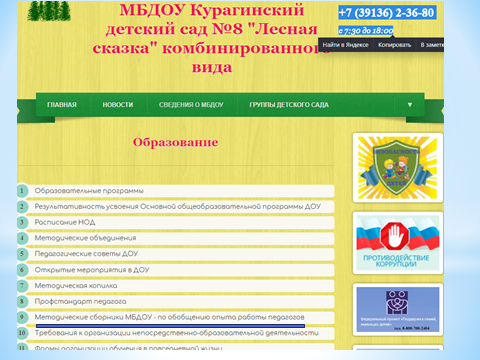 МБДОУ Курагинский
детский сад №8 "Лесная
сказка" комбинированного
вида
+7 (39136) 2-36-80
с 7:30 до 18:00
Найти в Яндексе Копировать В замет
ГЛАВНАЯ НОВОСТИ СВЕДЕНИЯ О МБДОУ ГРУППЫ ДЕТСКОГО САДА ▼
Образование
1 Образовательные программы
2 Результативность усвоения Основной общеобразовательной программы ДОУ
3 Расписание НОД
4 Методические объединения
5 Педагогические советы ДОУ
6 Открытые мероприятия в ДОУ
7 Методическая копилка
8 Профстандарт педагога
9 Методические сборники МБДОУ - по обобщению опыта работы педагогов
10 Требования к организации непосредственно-образовательной деятельности
11 Формы организации обучения в повседневной жизни
ПРОТИВОДЕЙСТВИЕ
КОРРУПЦИИ